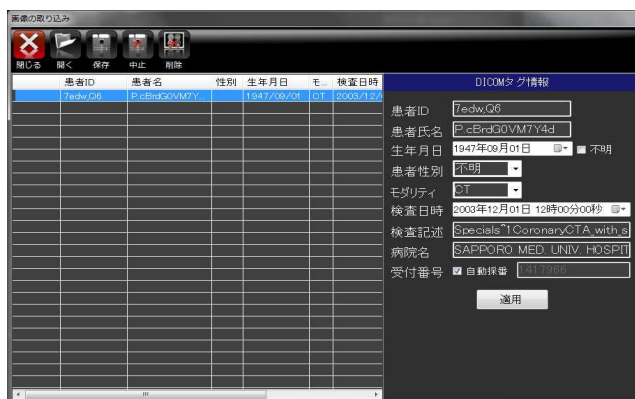 画像の取り込み
閉じる 開く 保存 中止 削除
患者ID 患者名 性別 生年月日 モ... 検査日時
7edw,Q6 P.cBrdG0VM7Y... 1947/09/01 CT 2003/12/
DICOMタグ情報
患者ID 7edw,Q6
患者氏名 P.cBrdG0VM7Y4d
生年月日 1947年09月01日 不明
患者性別 不明
モダリティ CT
検査日時 2003年12月01日 12時00分00秒
検査記述 Specials^1CoronaryCTA_with_s
病院名 SAPPORO MED. UNIV. HOSPIT
受付番号 自動採番 1417966
適用